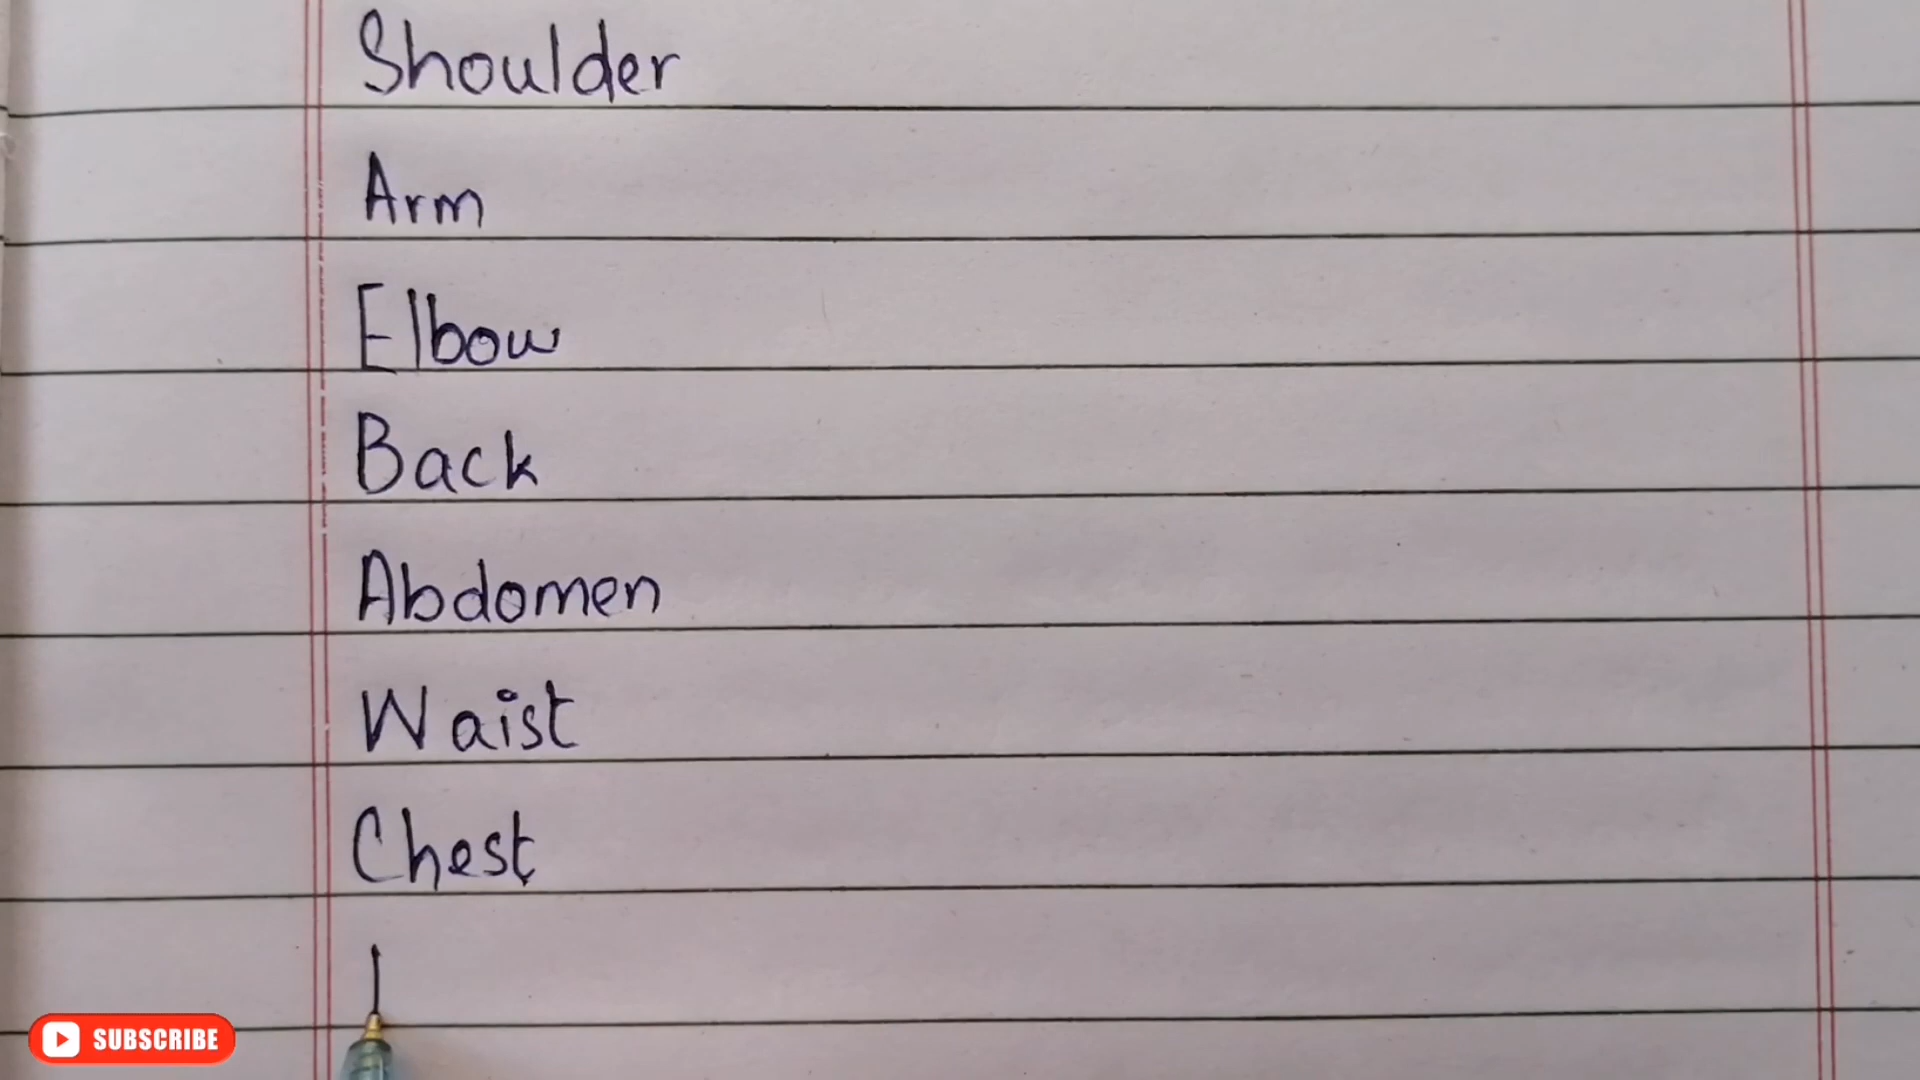 Shoulder
Arm
Elbow
Back
Abdomen
Waist
Chest
SUBSCRIBE